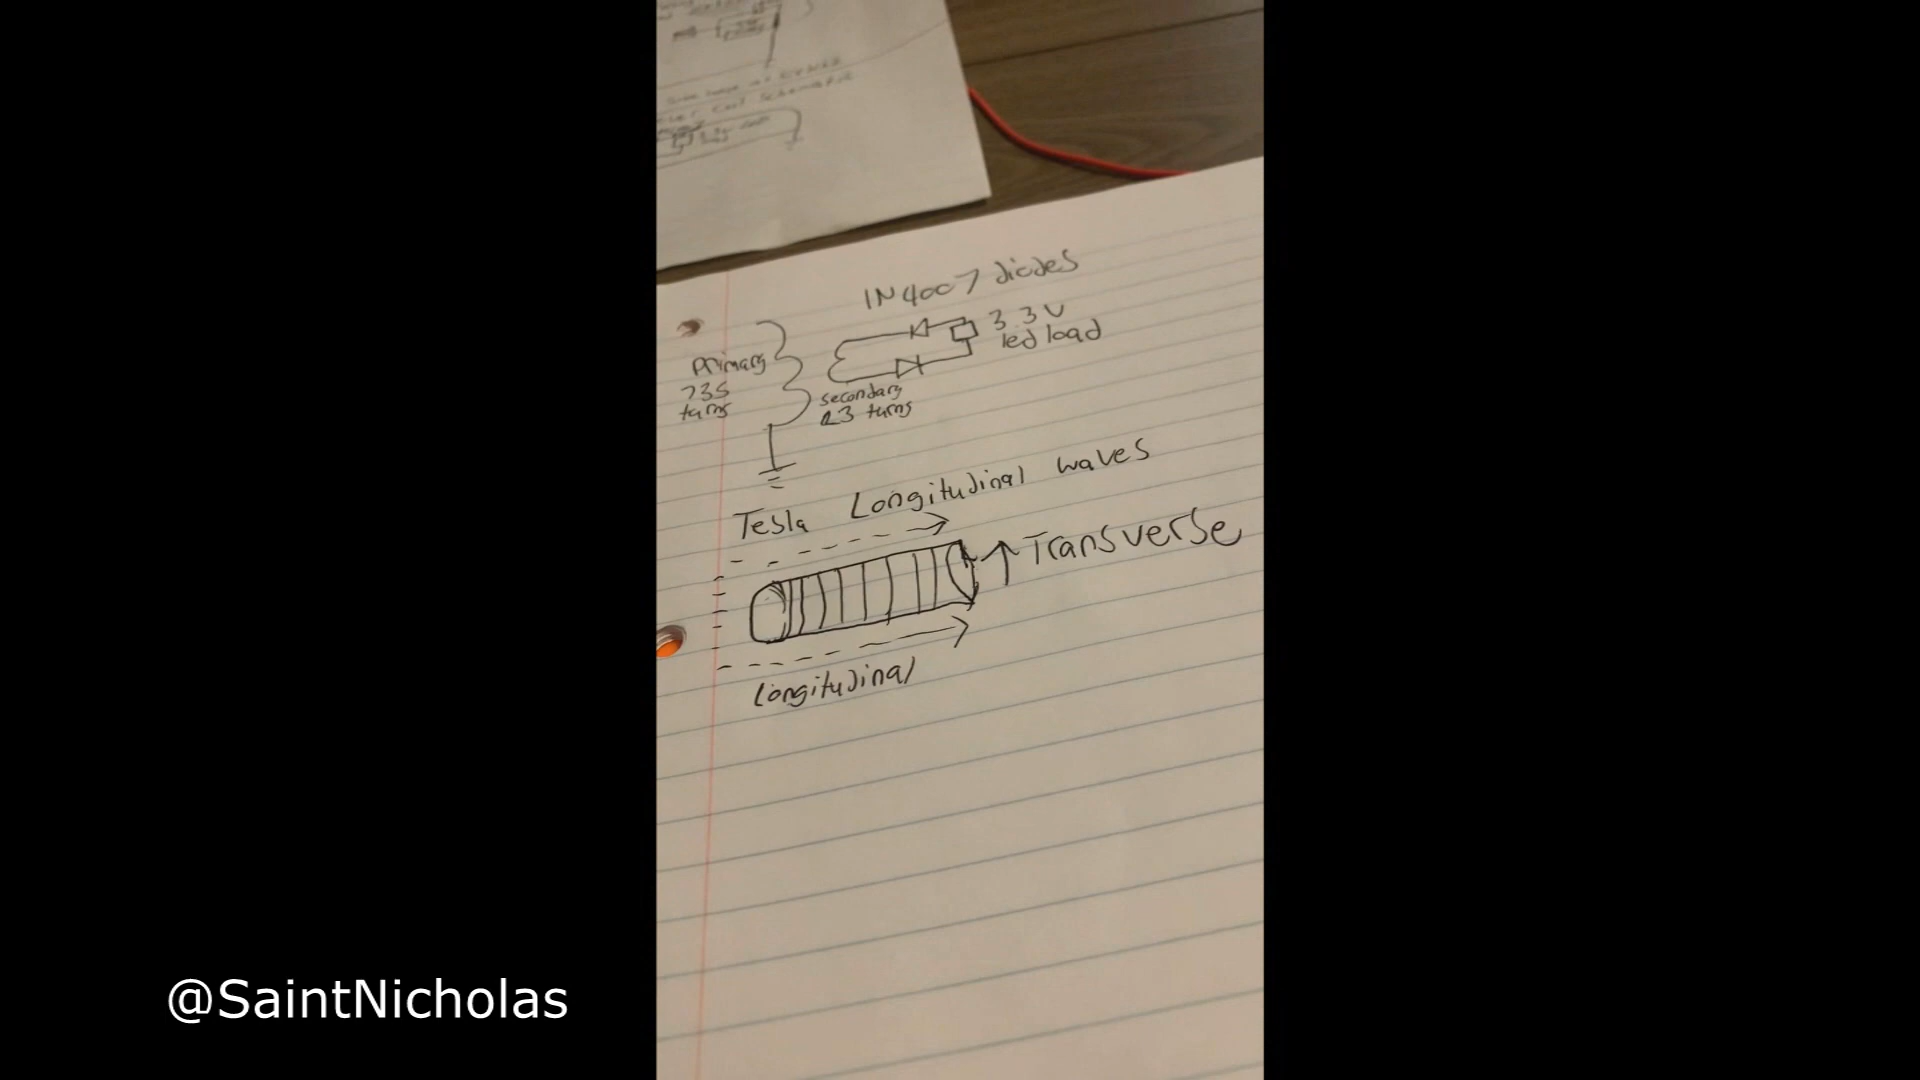 1N4007 diodes
3.3V
led load
Primary
735
turns
secondary
23 turns
Tesla Longitudinal waves
Transverse
Longitudinal
@SaintNicholas